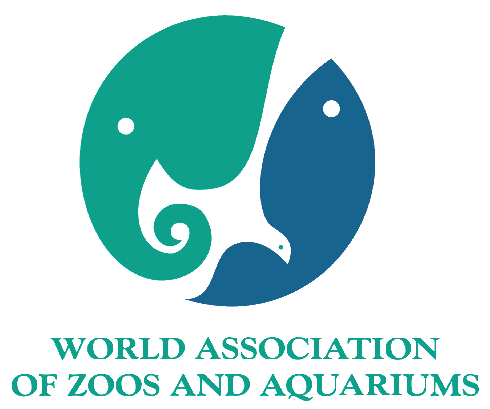 WORLD ASSOCIATION
OF ZOOS AND AQUARIUMS